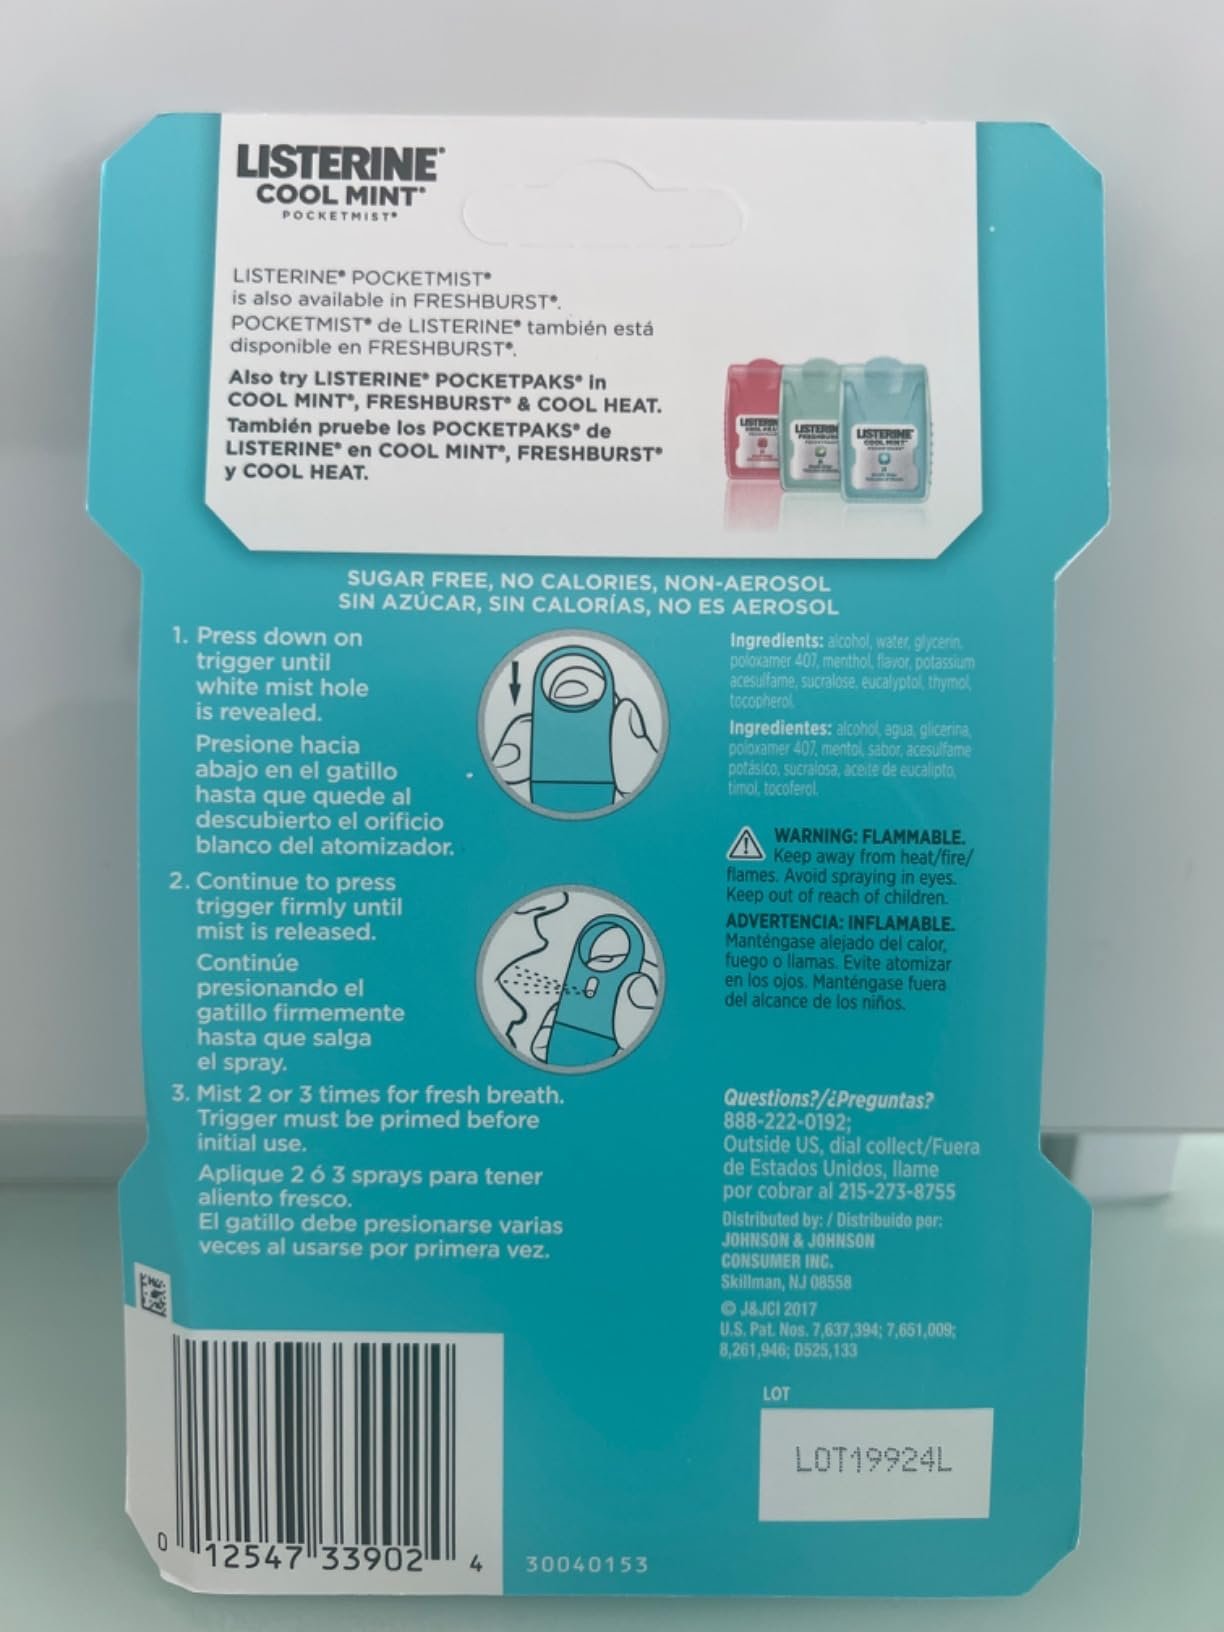 LISTERINE®
COOL MINT®
POCKETMIST®
LISTERINE® POCKETMIST®
is also available in FRESHBURST®.
POCKETMIST® de LISTERINE® también está
disponible en FRESHBURST®.
Also try LISTERINE® POCKETPAKS® in
COOL MINT®, FRESHBURST® & COOL HEAT.
También pruebe los POCKETPAKS® de
LISTERINE® en COOL MINT®, FRESHBURST®
y COOL HEAT.
LISTERINE
COOL MINT
SUGAR FREE, NO CALORIES, NON-AEROSOL
SIN AZÚCAR, SIN CALORÍAS, NO ES AEROSOL
1. Press down on
trigger until
white mist hole
is revealed.
Presione hacia
abajo en el gatillo
hasta que quede al
descubierto el orificio
blanco del atomizador.
2. Continue to press
trigger firmly until
mist is released.
Continúe
presionando el
gatillo firmemente
hasta que salga
el spray.
3. Mist 2 or 3 times for fresh breath.
Trigger must be primed before
initial use.
Aplique 2 ó 3 sprays para tener
aliento fresco.
El gatillo debe presionarse varias
veces al usarse por primera vez.
Ingredients: alcohol, water, glycerin,
poloxamer 407, menthol, flavor, potassium
acesulfame, sucralose, eucalyptol, thymol,
tocopherol.
Ingredientes: alcohol, agua, glicerina,
poloxamer 407, mentol, sabor, acesulfame
potásico, sucralosa, aceite de eucalipto,
timol, tocoferol.
WARNING: FLAMMABLE.
Keep away from heat/fire/
flames. Avoid spraying in eyes.
Keep out of reach of children.
ADVERTENCIA: INFLAMABLE.
Manténgase alejado del calor,
fuego o llamas. Evite atomizar
en los ojos. Manténgase fuera
del alcance de los niños.
Questions?/¿Preguntas?
888-222-0192;
Outside US, dial collect/Fuera
de Estados Unidos, llame
por cobrar al 215-273-8755
Distributed by: / Distribuido por:
JOHNSON & JOHNSON
CONSUMER INC.
Skillman, NJ 08558
© J&JCI 2017
U.S. Pat. Nos. 7,637,394; 7,651,009;
8,261,946; D525,133
LOT
LOT19924L
0 12547 33902 4
30040153